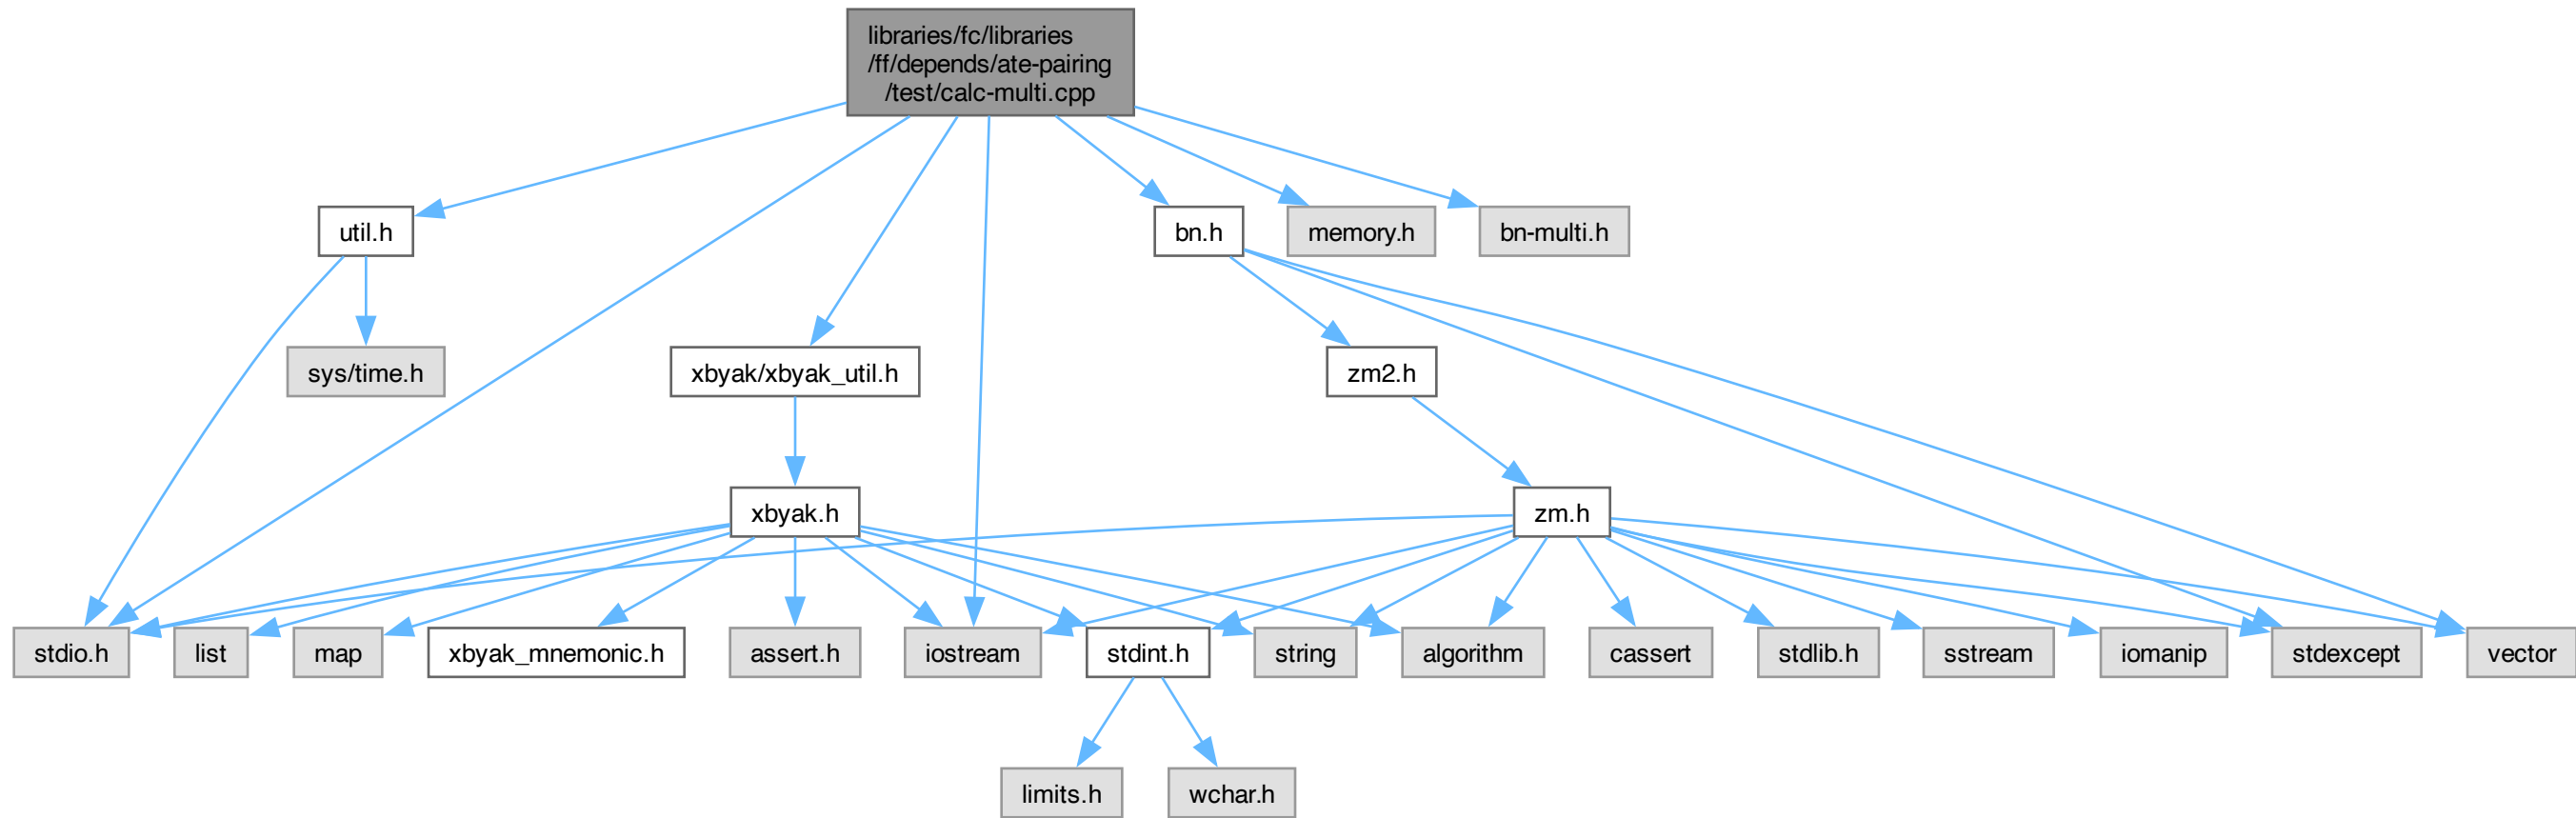 libraries/fc/libraries
/ff/depends/ate-pairing
/test/calc-multi.cpp
util.h
bn.h
memory.h
bn-multi.h
sys/time.h
xbyak/xbyak_util.h
zm2.h
xbyak.h
zm.h
stdio.h
list
map
xbyak_mnemonic.h
assert.h
iostream
stdint.h
string
algorithm
cassert
stdlib.h
sstream
iomanip
stdexcept
vector
limits.h
wchar.h